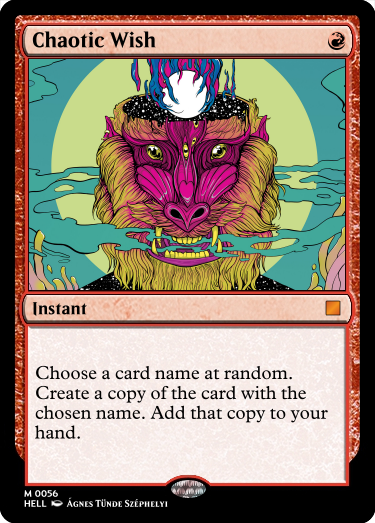 Chaotic Wish
Instant
Choose a card name at random.
Create a copy of the card with the
chosen name. Add that copy to your
hand.
M 0056
HELL ÁGNES TÜNDE SZÉPHELYI